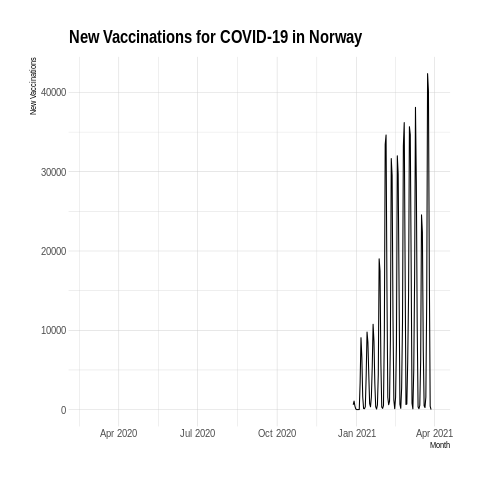 New Vaccinations for COVID-19 in Norway
New Vaccinations
40000
30000
20000
10000
0
Apr 2020 Jul 2020 Oct 2020 Jan 2021 Apr 2021
Month